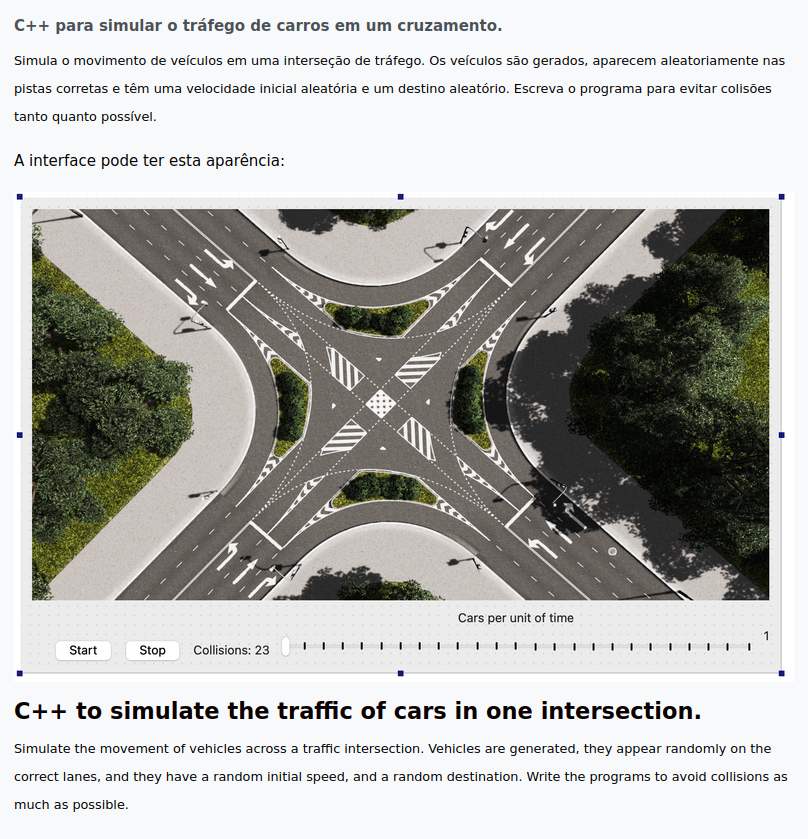 C++ para simular o tráfego de carros em um cruzamento.
Simula o movimento de veículos em uma interseção de tráfego. Os veículos são gerados, aparecem aleatoriamente nas
pistas corretas e têm uma velocidade inicial aleatória e um destino aleatório. Escreva o programa para evitar colisões
tanto quanto possível.
A interface pode ter esta aparência:
Cars per unit of time
1
Start
Stop
Collisions: 23
C++ to simulate the traffic of cars in one intersection.
Simulate the movement of vehicles across a traffic intersection. Vehicles are generated, they appear randomly on the
correct lanes, and they have a random initial speed, and a random destination. Write the programs to avoid collisions as
much as possible.